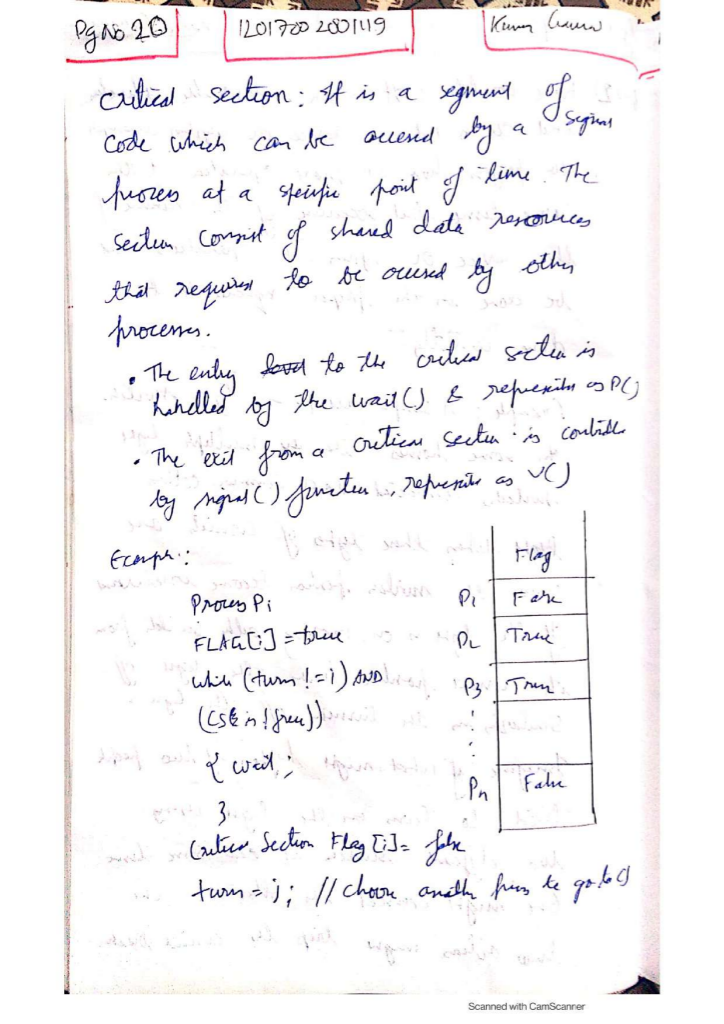 Pg No 20
12017002001119
Critical section: It is a segment of
Code which can be accessed by a signal
process at a specific point of time. The
section consist of shared data resources
that requires to be accessed by other
processes.
• The entry to the critical section is
handled by the wait() & represents as P()
• The exit from a critical section is controlled
by signal() function, represents as V()
Example:
Flag
P1 False
P2 True
P3 True
Pn False
Process Pi
FLAG[i] = true
while (turn != i) AND
(CS is ! free))
{ wait ;
}
Critical Section Flag [i]= false
turn = j; // choose another process to go to CS
Scanned with CamScanner